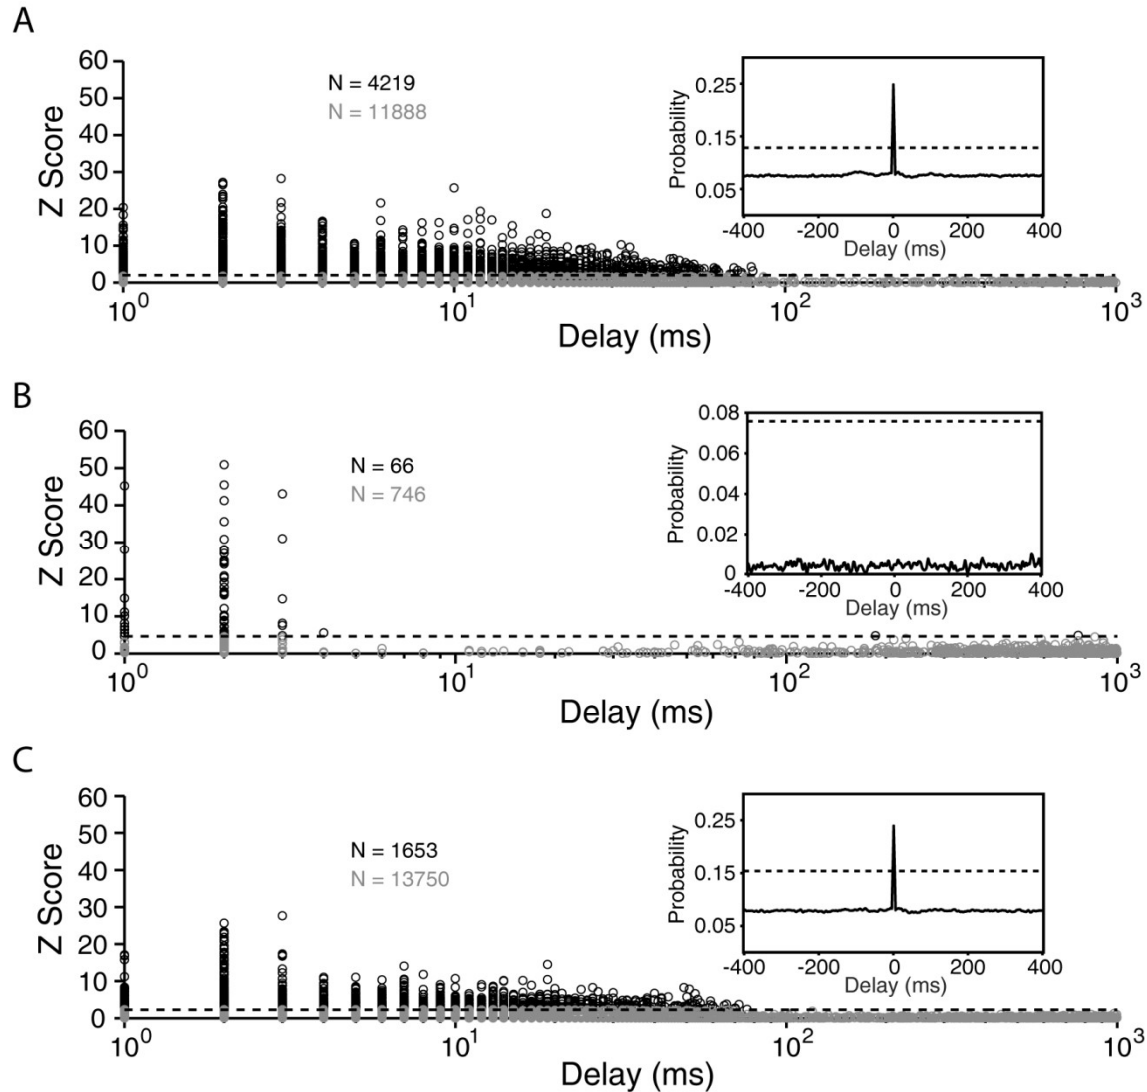 A
60
50
40
30
20
10
0
Z Score
N = 4219
N = 11888
10^0
10^1
10^2
10^3
Delay (ms)
0.25
0.15
0.05
Probability
-400
-200
0
200
400
Delay (ms)
B
60
50
40
30
20
10
0
Z Score
N = 66
N = 746
10^0
10^1
10^2
10^3
Delay (ms)
0.08
0.06
0.04
0.02
0
Probability
-400
-200
0
200
400
Delay (ms)
C
60
50
40
30
20
10
0
Z Score
N = 1653
N = 13750
10^0
10^1
10^2
10^3
Delay (ms)
0.25
0.15
0.05
Probability
-400
-200
0
200
400
Delay (ms)